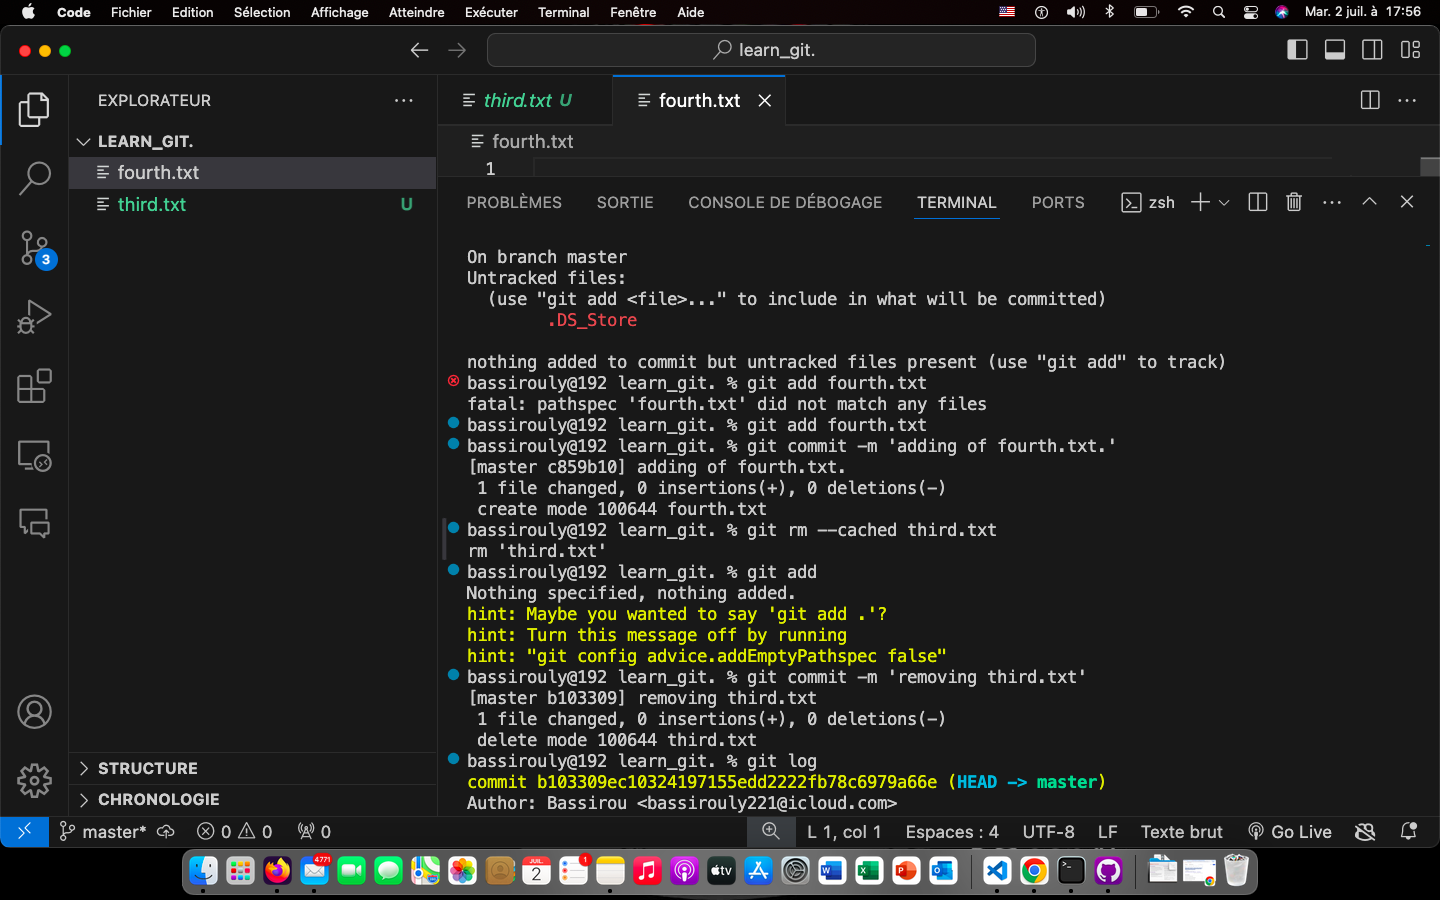 Code Fichier Edition Sélection Affichage Atteindre Exécuter Terminal Fenêtre Aide Mar. 2 juil. à 17:56
learn_git.
EXPLORATEUR
LEARN_GIT.
fourth.txt
third.txt U
third.txt U fourth.txt
fourth.txt
1
PROBLÈMES SORTIE CONSOLE DE DÉBOGAGE TERMINAL PORTS zsh
On branch master
Untracked files:
(use "git add <file>..." to include in what will be committed)
.DS_Store
nothing added to commit but untracked files present (use "git add" to track)
bassirouly@192 learn_git. % git add fourth.txt
fatal: pathspec 'fourth.txt' did not match any files
bassirouly@192 learn_git. % git add fourth.txt
bassirouly@192 learn_git. % git commit -m 'adding of fourth.txt.'
[master c859b10] adding of fourth.txt.
1 file changed, 0 insertions(+), 0 deletions(-)
create mode 100644 fourth.txt
bassirouly@192 learn_git. % git rm --cached third.txt
rm 'third.txt'
bassirouly@192 learn_git. % git add
Nothing specified, nothing added.
hint: Maybe you wanted to say 'git add .'?
hint: Turn this message off by running
hint: "git config advice.addEmptyPathspec false"
bassirouly@192 learn_git. % git commit -m 'removing third.txt'
[master b103309] removing third.txt
1 file changed, 0 insertions(+), 0 deletions(-)
delete mode 100644 third.txt
bassirouly@192 learn_git. % git log
commit b103309ec10324197155edd2222fb78c6979a66e (HEAD -> master)
Author: Bassirou <bassirouly221@icloud.com>
3
STRUCTURE
CHRONOLOGIE
master* 0 0 0 L 1, col 1 Espaces : 4 UTF-8 LF Texte brut Go Live
4771
JUIL.
2
1
tv